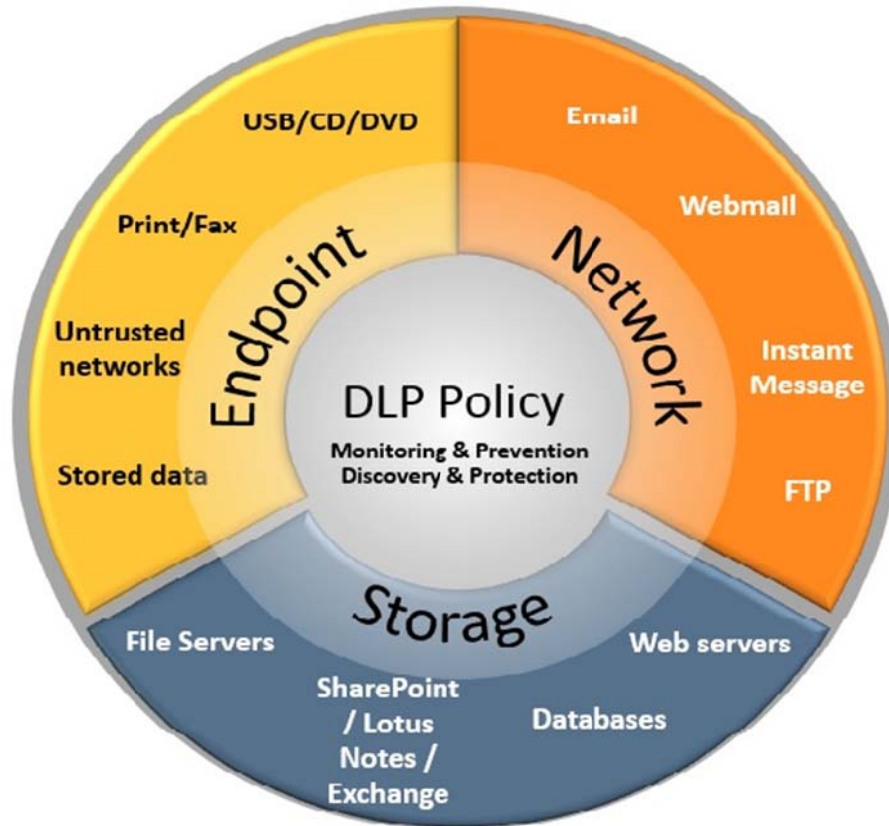 USB/CD/DVD
Print/Fax
Untrusted
networks
Stored data
Endpoint
Email
Webmail
Instant
Message
FTP
Network
DLP Policy
Monitoring & Prevention
Discovery & Protection
Storage
File Servers
SharePoint
/ Lotus
Notes /
Exchange
Databases
Web servers